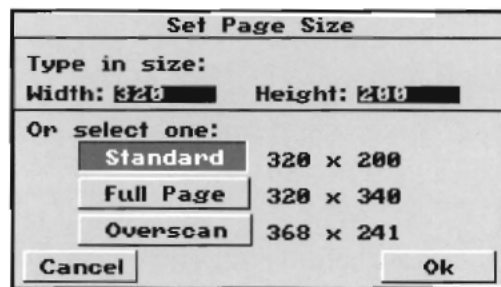 Set Page Size
Type in size:
Width: 320 Height: 200
Or select one:
Standard 320 x 200
Full Page 320 x 340
Overscan 368 x 241
Cancel Ok